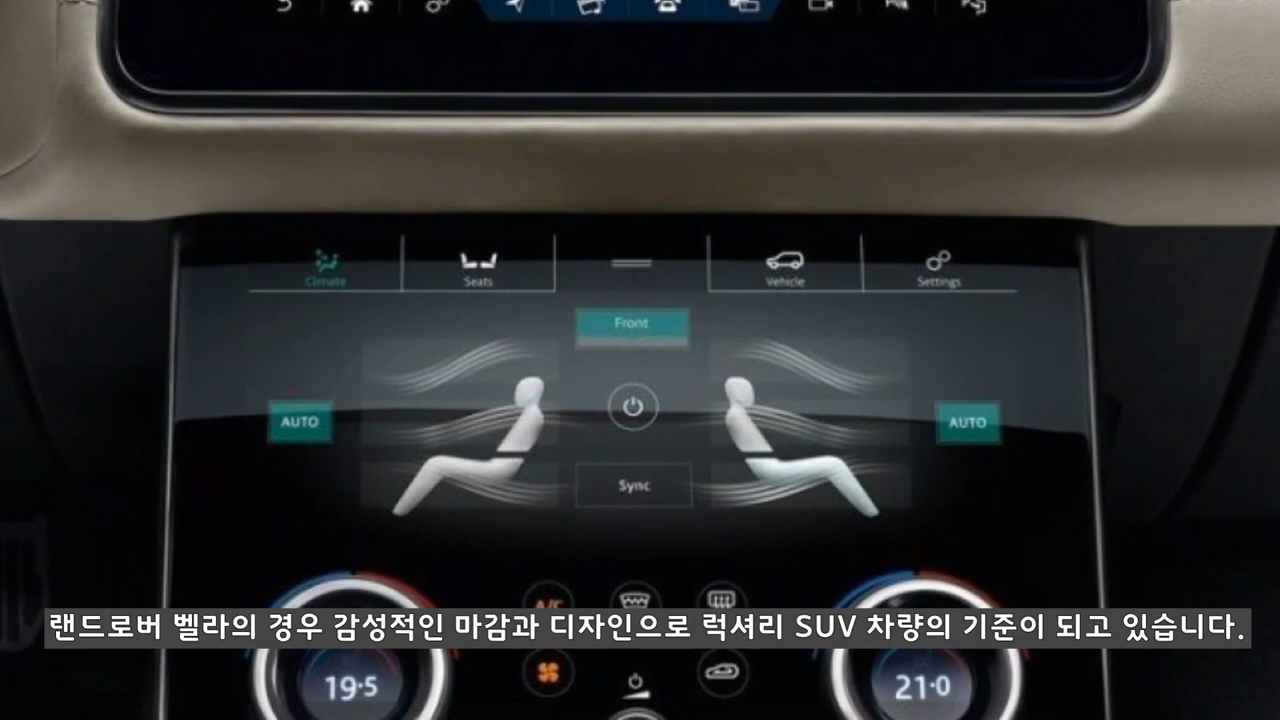 Climate
Seats
Vehicle
Settings
Front
AUTO
AUTO
Sync
A/C
랜드로버 벨라의 경우 감성적인 마감과 디자인으로 럭셔리 SUV 차량의 기준이 되고 있습니다.
19·5
21·0